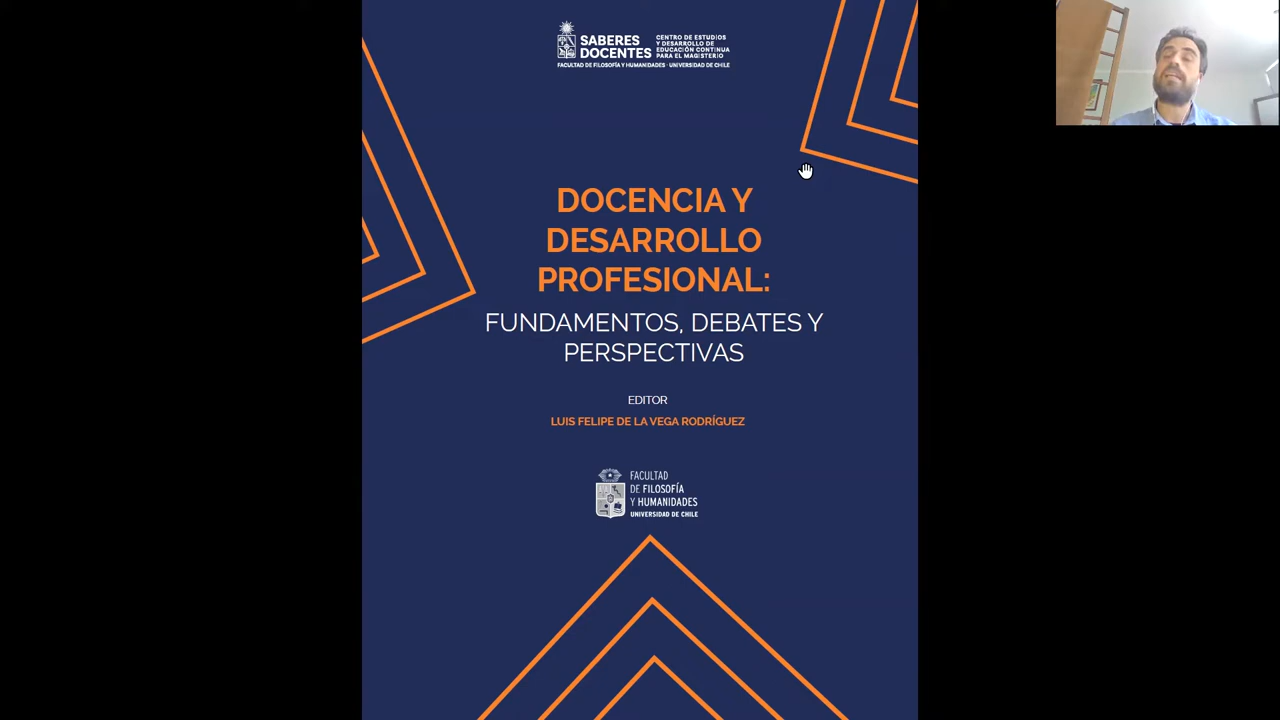 SABERES
DOCENTES
CENTRO DE ESTUDIOS
Y DESARROLLO DE
EDUCACIÓN CONTINUA
PARA EL MAGISTERIO
FACULTAD DE FILOSOFÍA Y HUMANIDADES · UNIVERSIDAD DE CHILE
DOCENCIA Y
DESARROLLO
PROFESIONAL:
FUNDAMENTOS, DEBATES Y
PERSPECTIVAS
EDITOR
LUIS FELIPE DE LA VEGA RODRÍGUEZ
FACULTAD
DE FILOSOFÍA
Y HUMANIDADES
UNIVERSIDAD DE CHILE